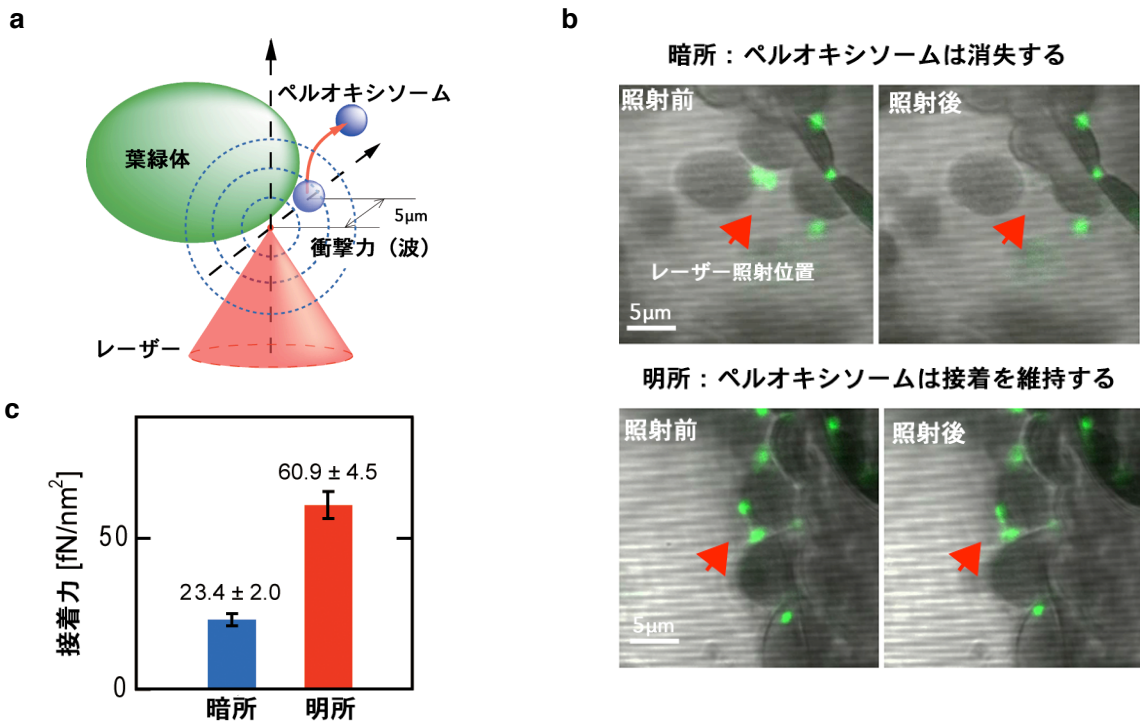 a
ペルオキシソーム
葉緑体
5μm
衝撃力（波）
レーザー
b
暗所：ペルオキシソームは消失する
照射前
照射後
レーザー照射位置
5μm
明所：ペルオキシソームは接着を維持する
照射前
照射後
5μm
c
接着力 [fN/nm²]
60.9 ± 4.5
50
23.4 ± 2.0
0
暗所
明所